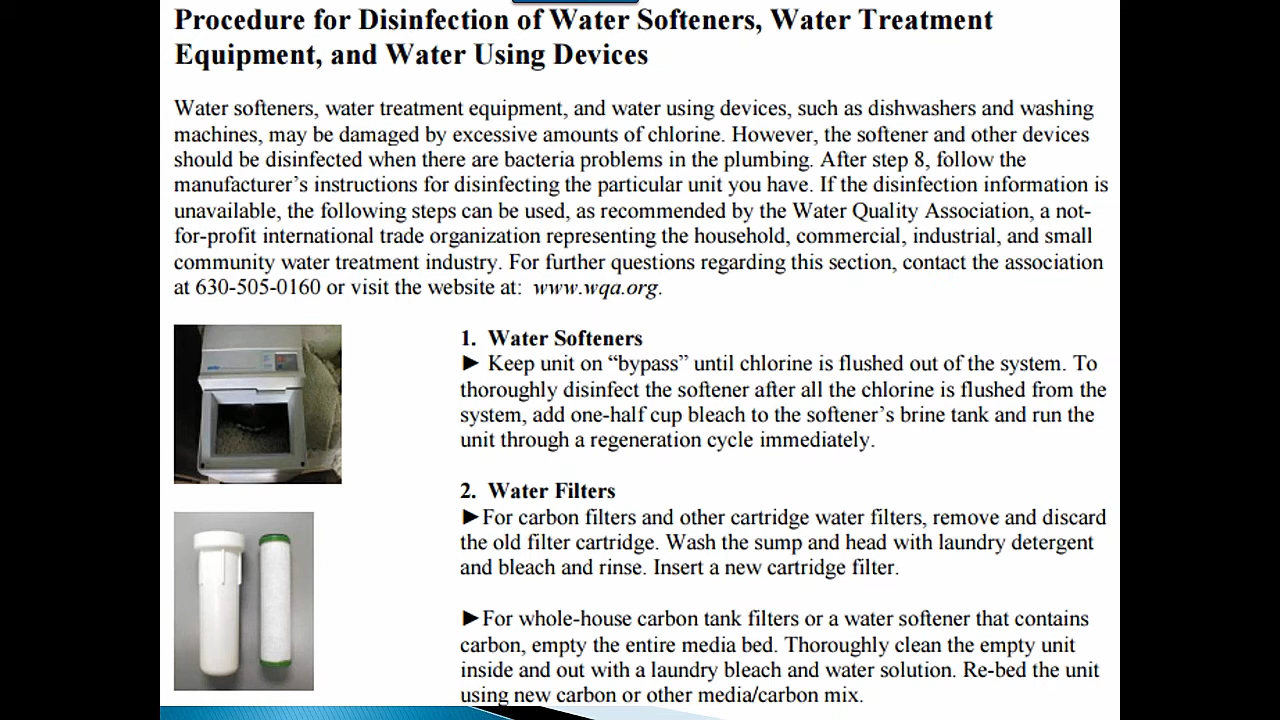 Procedure for Disinfection of Water Softeners, Water Treatment
Equipment, and Water Using Devices
Water softeners, water treatment equipment, and water using devices, such as dishwashers and washing
machines, may be damaged by excessive amounts of chlorine. However, the softener and other devices
should be disinfected when there are bacteria problems in the plumbing. After step 8, follow the
manufacturer’s instructions for disinfecting the particular unit you have. If the disinfection information is
unavailable, the following steps can be used, as recommended by the Water Quality Association, a not-
for-profit international trade organization representing the household, commercial, industrial, and small
community water treatment industry. For further questions regarding this section, contact the association
at 630-505-0160 or visit the website at: www.wqa.org.
1. Water Softeners
► Keep unit on “bypass” until chlorine is flushed out of the system. To
thoroughly disinfect the softener after all the chlorine is flushed from the
system, add one-half cup bleach to the softener’s brine tank and run the
unit through a regeneration cycle immediately.
2. Water Filters
►For carbon filters and other cartridge water filters, remove and discard
the old filter cartridge. Wash the sump and head with laundry detergent
and bleach and rinse. Insert a new cartridge filter.
►For whole-house carbon tank filters or a water softener that contains
carbon, empty the entire media bed. Thoroughly clean the empty unit
inside and out with a laundry bleach and water solution. Re-bed the unit
using new carbon or other media/carbon mix.